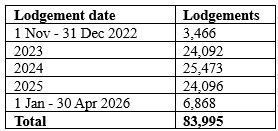 Lodgement date Lodgements
1 Nov - 31 Dec 2022 3,466
2023 24,092
2024 25,473
2025 24,096
1 Jan - 30 Apr 2026 6,868
Total 83,995